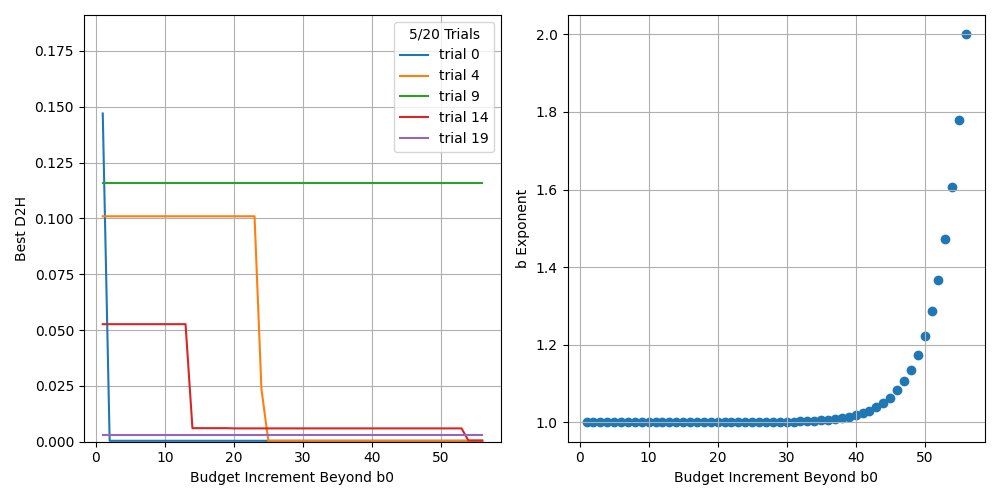 5/20 Trials
trial 0
trial 4
trial 9
trial 14
trial 19
0.175
0.150
0.125
0.100
0.075
0.050
0.025
0.000
Best D2H
0 10 20 30 40 50
Budget Increment Beyond b0
2.0
1.8
1.6
1.4
1.2
1.0
b Exponent
0 10 20 30 40 50
Budget Increment Beyond b0